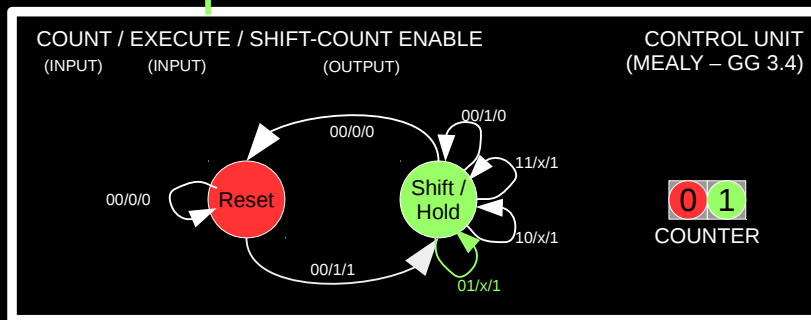 COUNT / EXECUTE / SHIFT-COUNT ENABLE
(INPUT) (INPUT) (OUTPUT)
CONTROL UNIT
(MEALY – GG 3.4)
00/1/0
00/0/0
11/x/1
00/0/0
Reset
Shift /
Hold
0 1
COUNTER
10/x/1
00/1/1
01/x/1